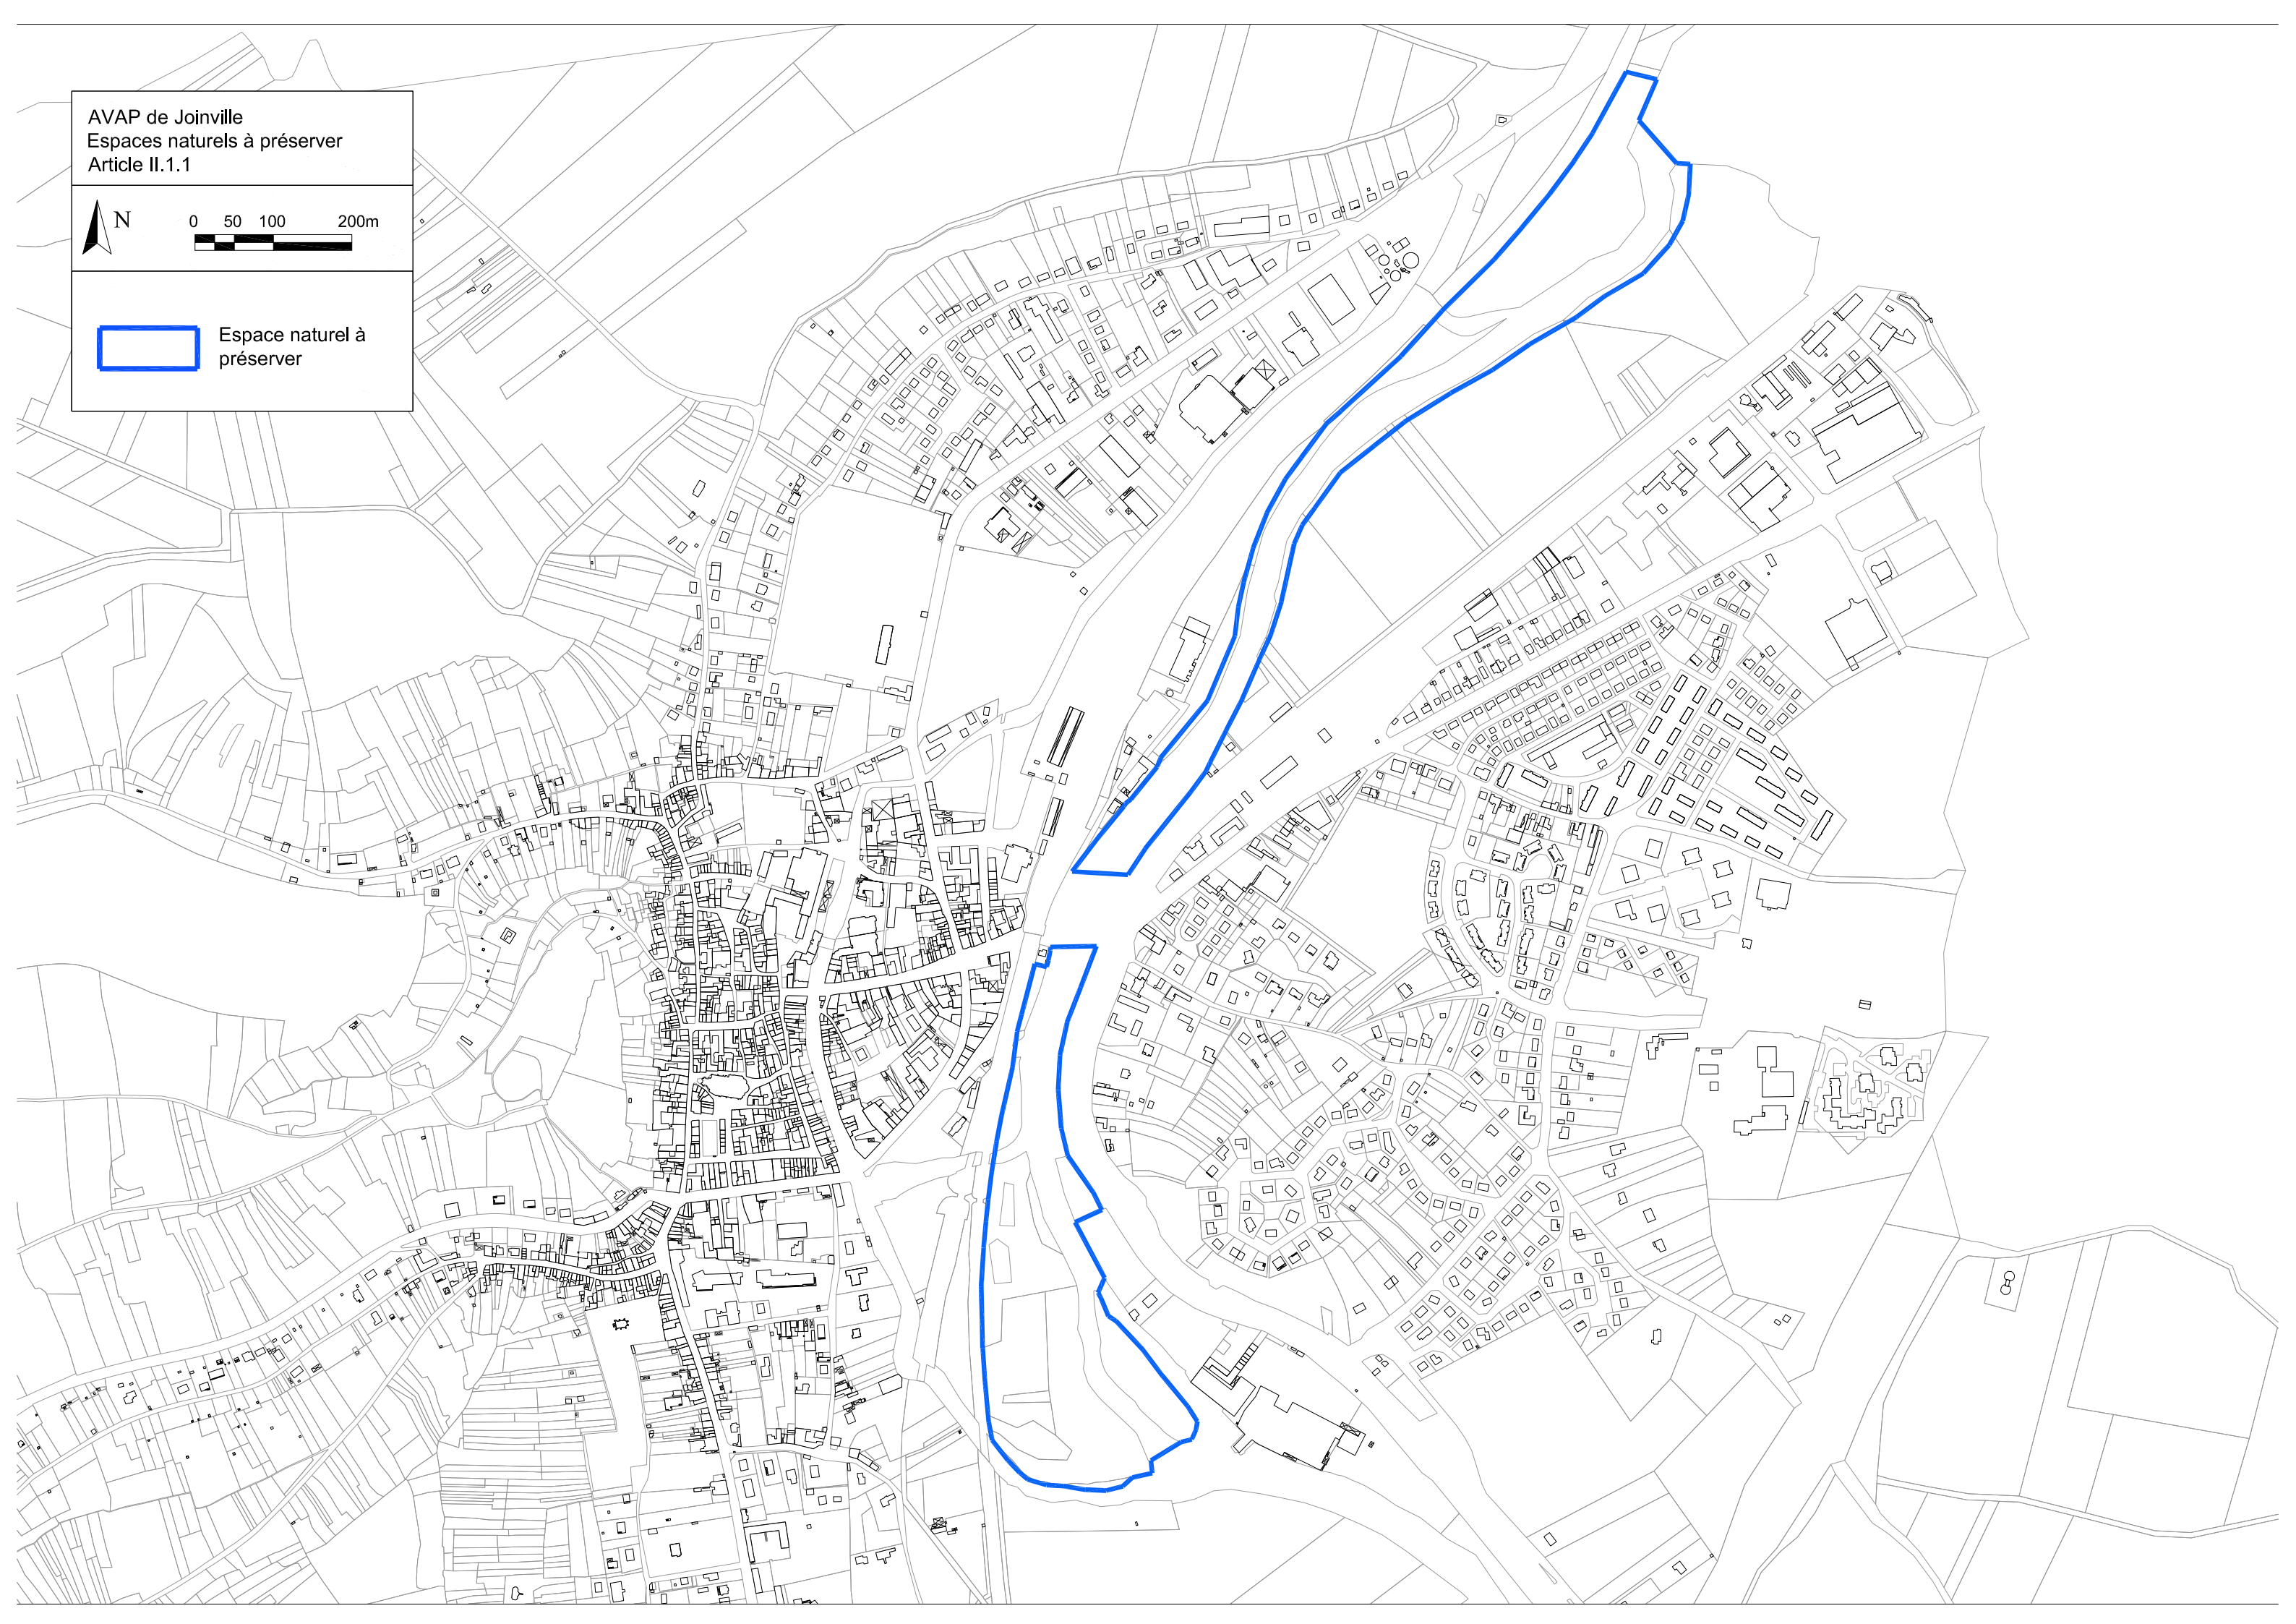 AVAP de Joinville
Espaces naturels à préserver
Article II.1.1
N
0 50 100 200m
Espace naturel à
préserver